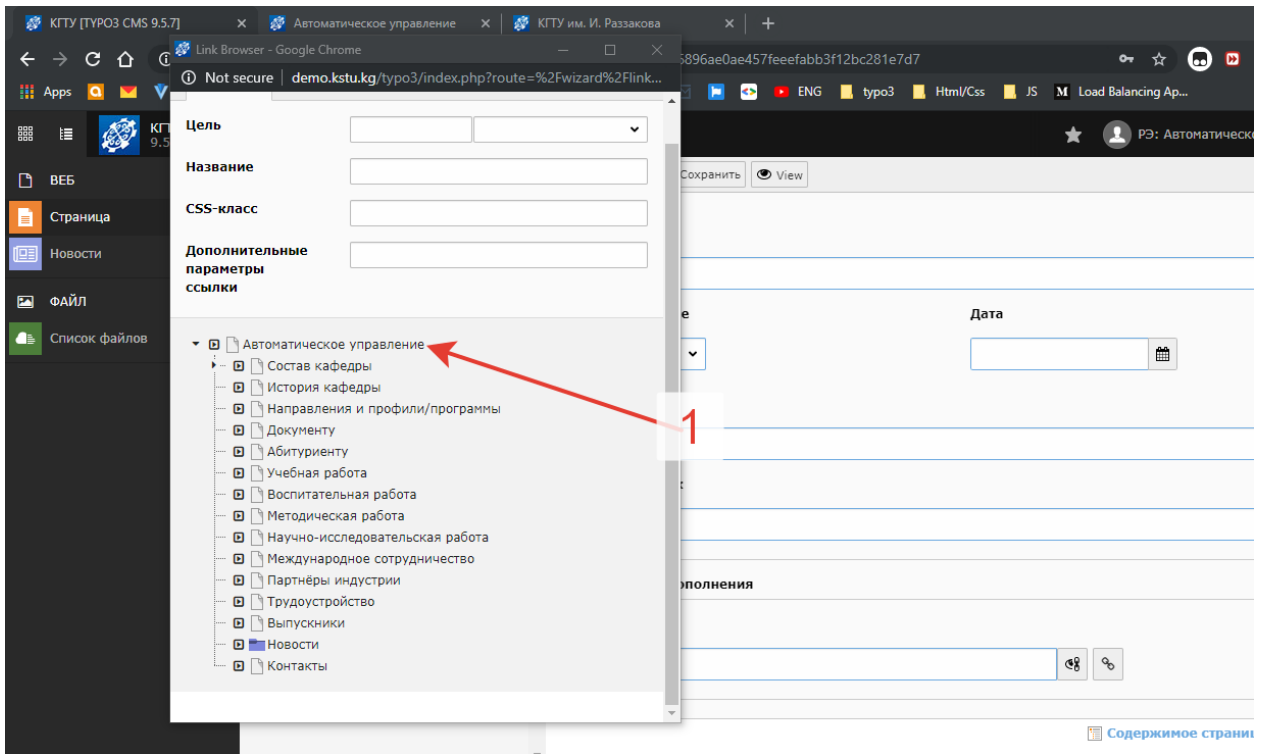 КГТУ [TYPO3 CMS 9.5.7]
Автоматическое управление
КГТУ им. И. Раззакова
Link Browser - Google Chrome
5896ae0ae457feeefabb3f12bc281e7d7
Not secure | demo.kstu.kg/typo3/index.php?route=%2Fwizard%2Flink...
Apps
ENG
typo3
Html/Css
JS
Load Balancing Ap...
КГТ
9.5
РЭ: Автоматическо
ВЕБ
Страница
Новости
ФАЙЛ
Список файлов
Цель
Название
CSS-класс
Дополнительные
параметры
ссылки
Автоматическое управление
Состав кафедры
История кафедры
Направления и профили/программы
Документу
Абитуриенту
Учебная работа
Воспитательная работа
Методическая работа
Научно-исследовательская работа
Международное сотрудничество
Партнёры индустрии
Трудоустройство
Выпускники
Новости
Контакты
1
Сохранить
View
е
Дата
ополнения
Содержимое страниц